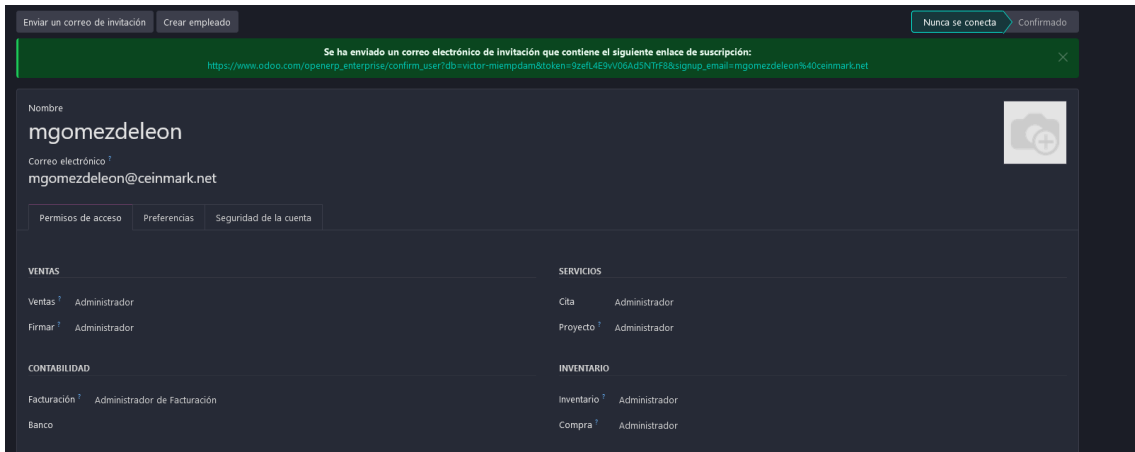 Enviar un correo de invitación Crear empleado Nunca se conecta Confirmado
Se ha enviado un correo electrónico de invitación que contiene el siguiente enlace de suscripción:
https://www.odoo.com/openerp_enterprise/confirm_user?db=victor-miempdam&token=9zefL4E9vV06Ad5NTrF8&signup_email=mgomezdeleon%40ceinmark.net
Nombre
mgomezdeleon
Correo electrónico ?
mgomezdeleon@ceinmark.net
Permisos de acceso Preferencias Seguridad de la cuenta
VENTAS
Ventas ? Administrador
Firmar ? Administrador
SERVICIOS
Cita Administrador
Proyecto ? Administrador
CONTABILIDAD
Facturación ? Administrador de Facturación
Banco
INVENTARIO
Inventario ? Administrador
Compra ? Administrador